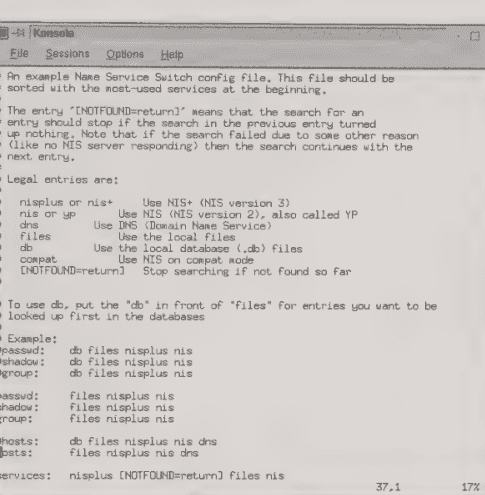 Konsole
File Sessions Options Help
# An example Name Service Switch config file. This file should be
# sorted with the most-used services at the beginning.
#
# The entry '[NOTFOUND=return]' means that the search for an
# entry should stop if the search in the previous entry turned
# up nothing. Note that if the search failed due to some other reason
# (like no NIS server responding) then the search continues with the
# next entry.
#
# Legal entries are:
#
# nisplus or nis+ Use NIS+ (NIS version 3)
# nis or yp Use NIS (NIS version 2), also called YP
# dns Use DNS (Domain Name Service)
# files Use the local files
# db Use the local database (.db) files
# compat Use NIS on compat mode
# [NOTFOUND=return] Stop searching if not found so far
#
# To use db, put the "db" in front of "files" for entries you want to be
# looked up first in the databases
#
# Example:
#passwd: db files nisplus nis
#shadow: db files nisplus nis
#group: db files nisplus nis
passwd: files nisplus nis
shadow: files nisplus nis
group: files nisplus nis
#hosts: db files nisplus nis dns
hosts: files nisplus nis dns
services: nisplus [NOTFOUND=return] files nis
37,1 17%